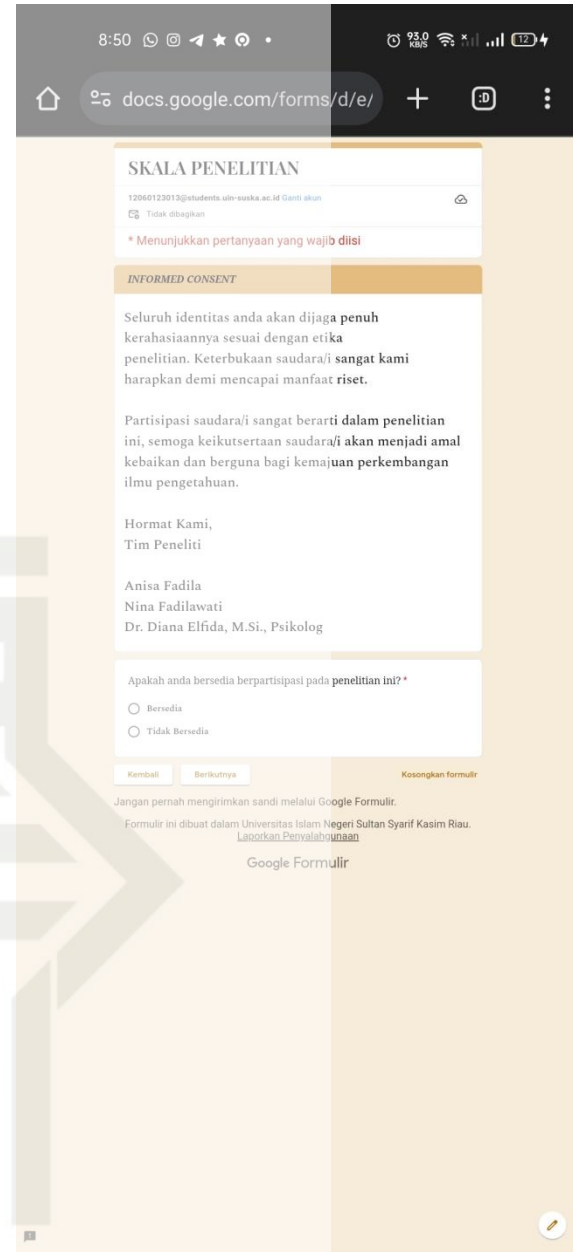 8:50
93.0
KB/S
12
docs.google.com/forms/d/e/
:D
SKALA PENELITIAN
12060123013@students.uin-suska.ac.id Ganti akun
Tidak dibagikan
* Menunjukkan pertanyaan yang wajib diisi
INFORMED CONSENT
Seluruh identitas anda akan dijaga penuh
kerahasiaannya sesuai dengan etika
penelitian. Keterbukaan saudara/i sangat kami
harapkan demi mencapai manfaat riset.
Partisipasi saudara/i sangat berarti dalam penelitian
ini, semoga keikutsertaan saudara/i akan menjadi amal
kebaikan dan berguna bagi kemajuan perkembangan
ilmu pengetahuan.
Hormat Kami,
Tim Peneliti
Anisa Fadila
Nina Fadilawati
Dr. Diana Elfida, M.Si., Psikolog
Apakah anda bersedia berpartisipasi pada penelitian ini? *
Bersedia
Tidak Bersedia
Kembali Berikutnya Kosongkan formulir
Jangan pernah mengirimkan sandi melalui Google Formulir.
Formulir ini dibuat dalam Universitas Islam Negeri Sultan Syarif Kasim Riau.
Laporkan Penyalahgunaan
Google Formulir